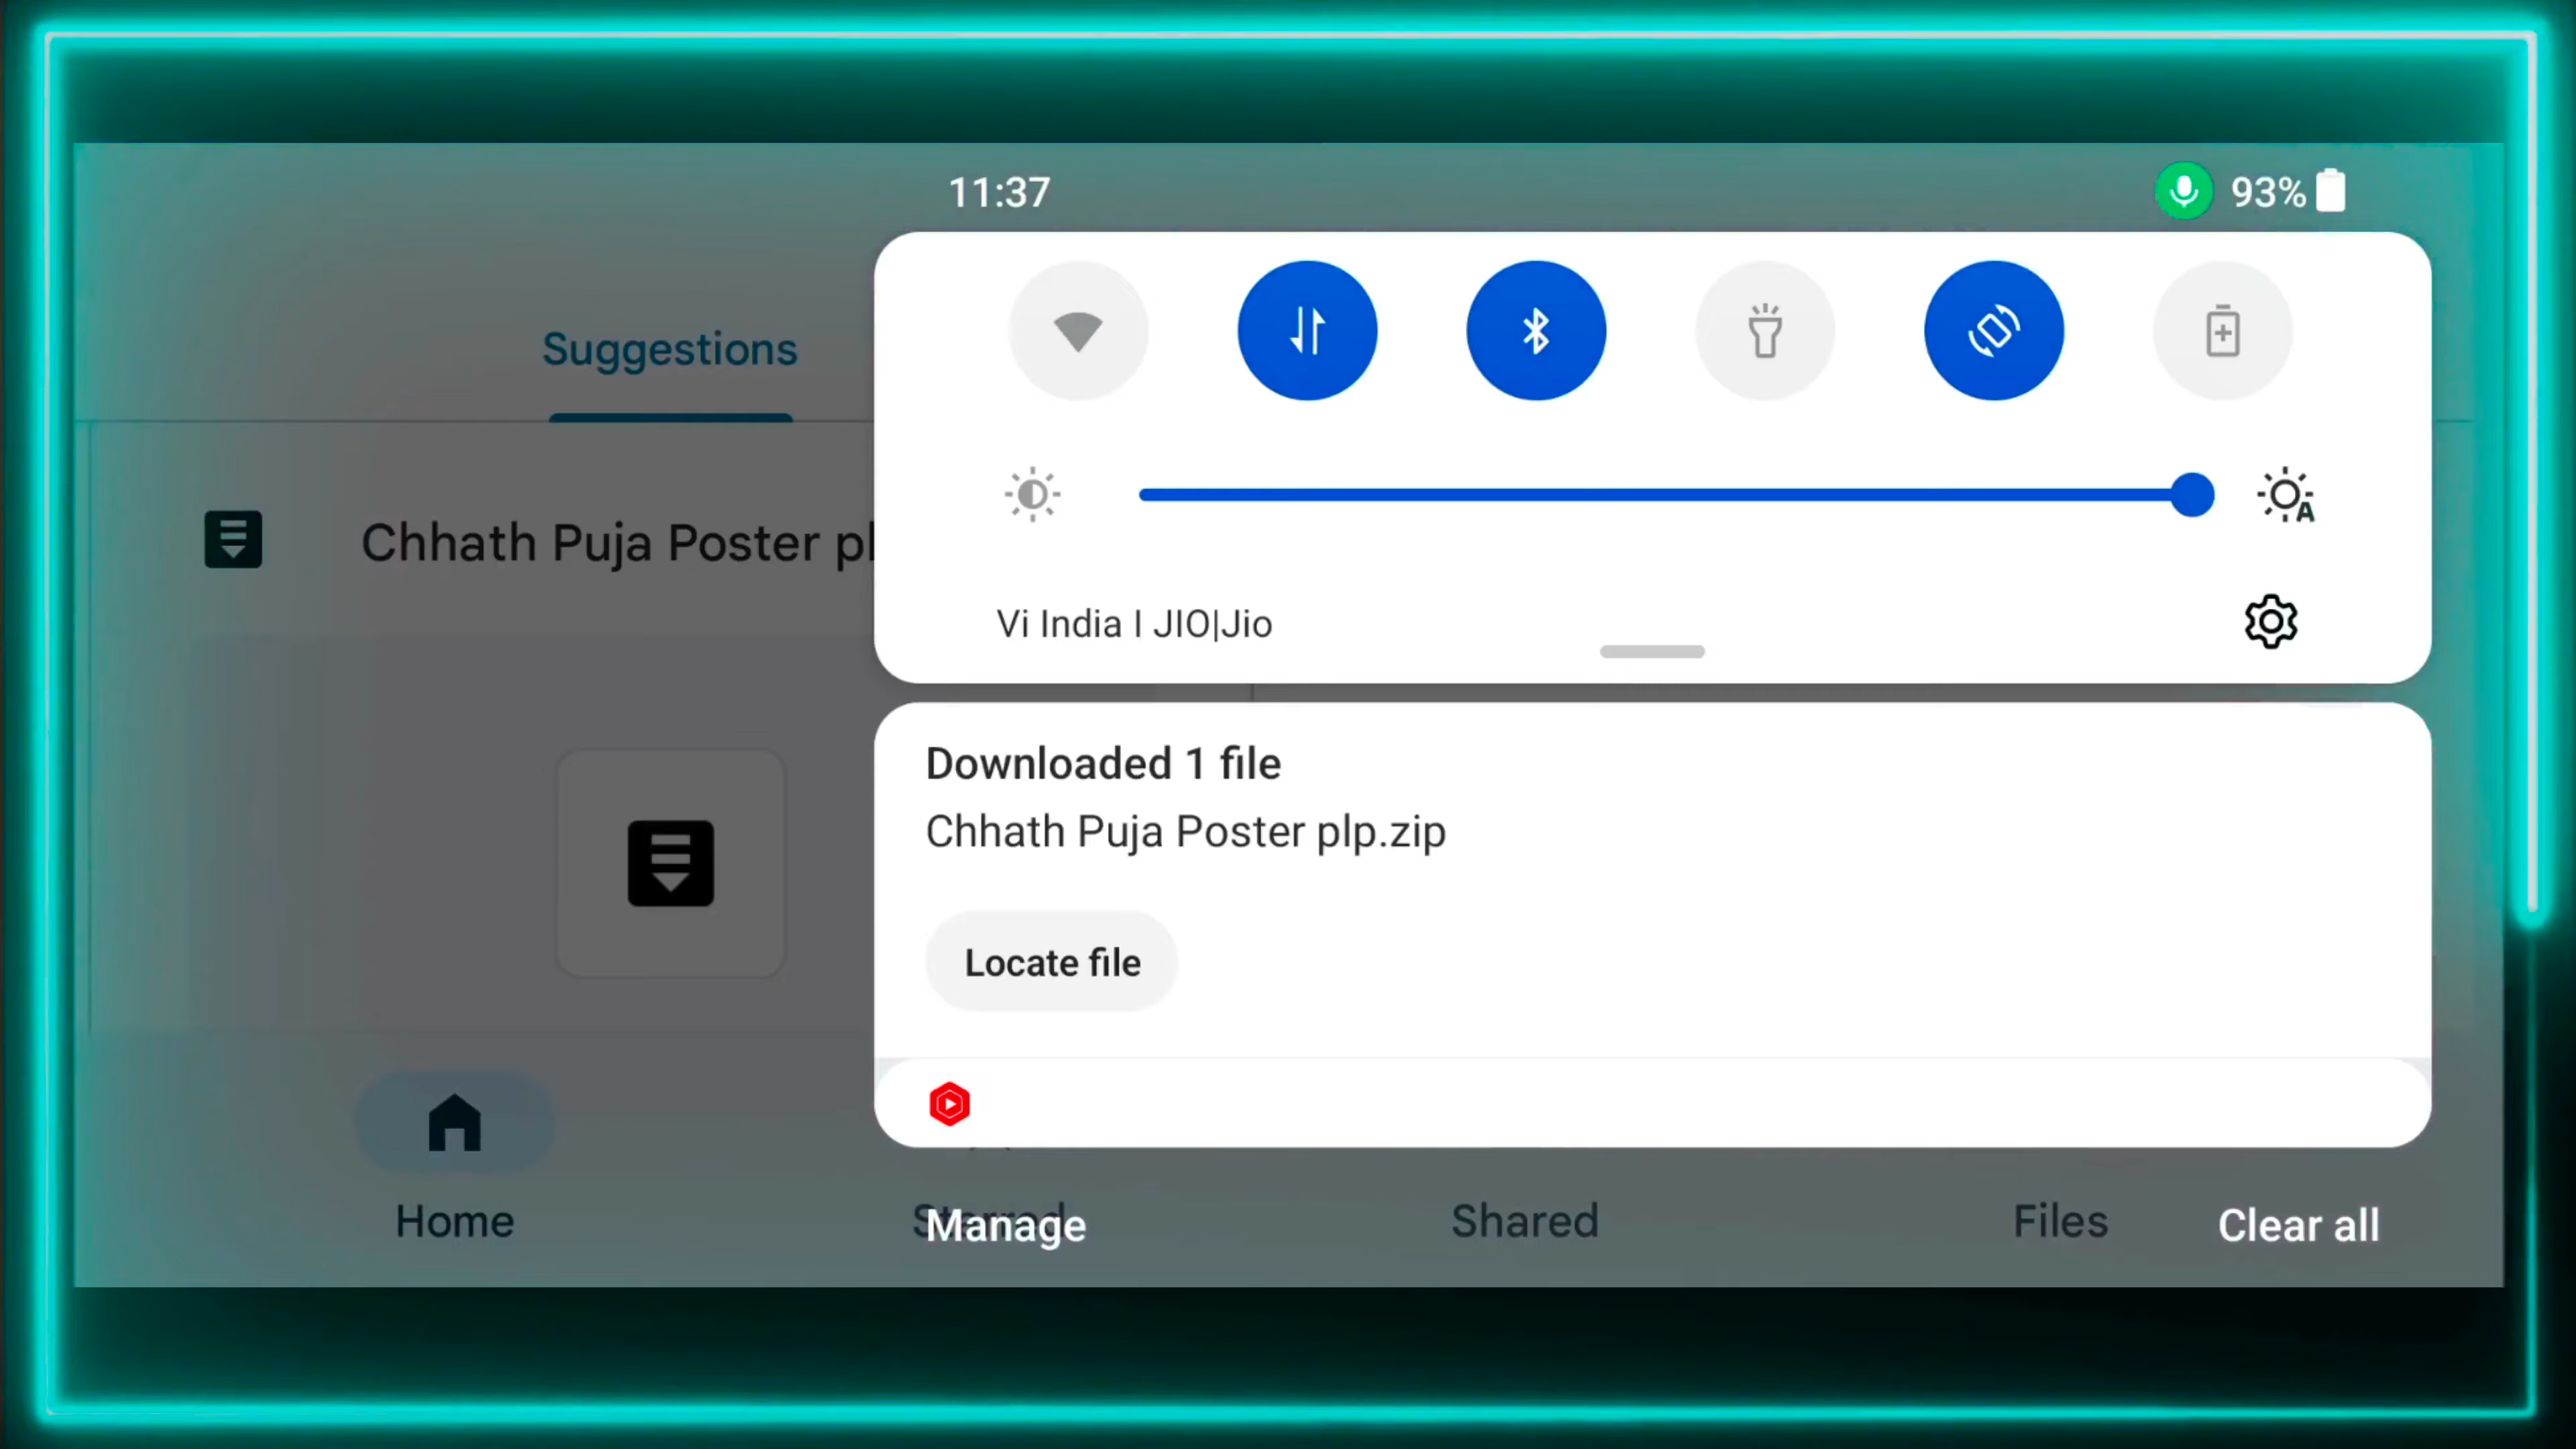 11:37
93%
Suggestions
Chhath Puja Poster pl
Vi India I JIO|Jio
Downloaded 1 file
Chhath Puja Poster plp.zip
Locate file
Home
Starred
Manage
Shared
Files
Clear all